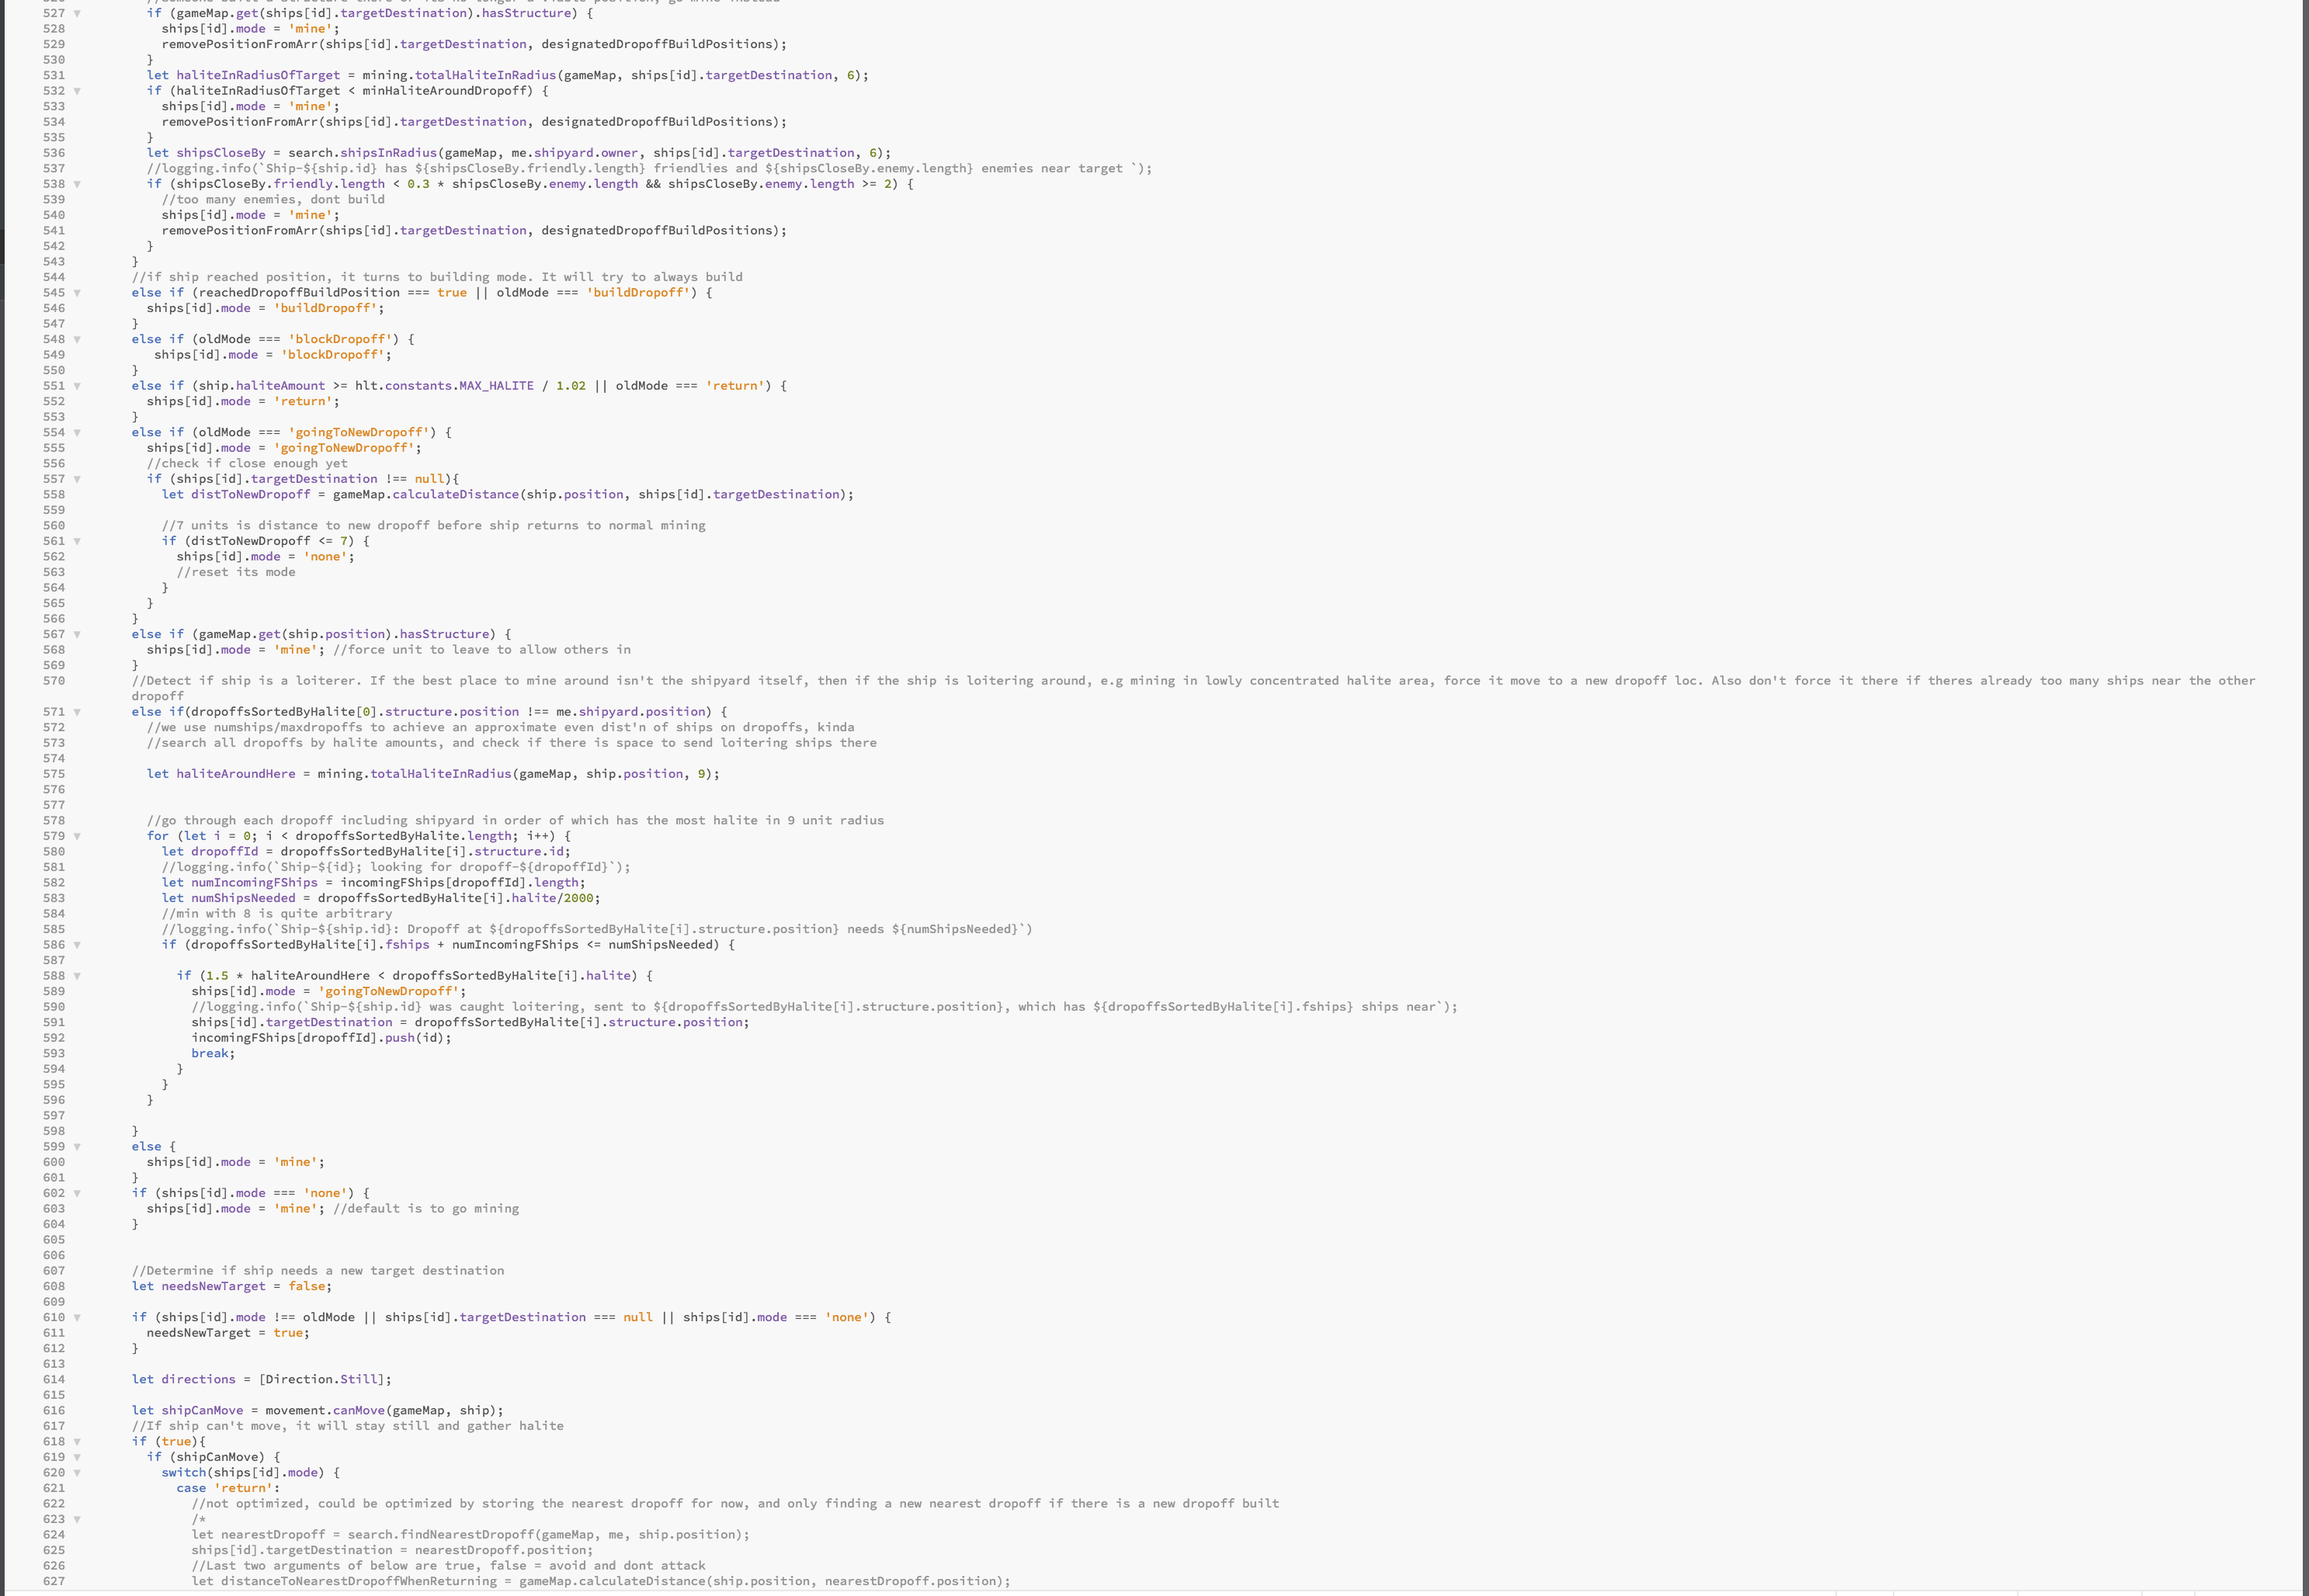 527 ▼ if (gameMap.get(ships[id].targetDestination).hasStructure) {
528 ships[id].mode = 'mine';
529 removePositionFromArr(ships[id].targetDestination, designatedDropoffBuildPositions);
530 }
531 let haliteInRadiusOfTarget = mining.totalHaliteInRadius(gameMap, ships[id].targetDestination, 6);
532 ▼ if (haliteInRadiusOfTarget < minHaliteAroundDropoff) {
533 ships[id].mode = 'mine';
534 removePositionFromArr(ships[id].targetDestination, designatedDropoffBuildPositions);
535 }
536 let shipsCloseBy = search.shipsInRadius(gameMap, me.shipyard.owner, ships[id].targetDestination, 6);
537 //logging.info(`Ship-${ship.id} has ${shipsCloseBy.friendly.length} friendlies and ${shipsCloseBy.enemy.length} enemies near target `);
538 ▼ if (shipsCloseBy.friendly.length < 0.3 * shipsCloseBy.enemy.length && shipsCloseBy.enemy.length >= 2) {
539 //too many enemies, dont build
540 ships[id].mode = 'mine';
541 removePositionFromArr(ships[id].targetDestination, designatedDropoffBuildPositions);
542 }
543 }
544 //if ship reached position, it turns to building mode. It will try to always build
545 ▼ else if (reachedDropoffBuildPosition === true || oldMode === 'buildDropoff') {
546 ships[id].mode = 'buildDropoff';
547 }
548 ▼ else if (oldMode === 'blockDropoff') {
549 ships[id].mode = 'blockDropoff';
550 }
551 ▼ else if (ship.haliteAmount >= hlt.constants.MAX_HALITE / 1.02 || oldMode === 'return') {
552 ships[id].mode = 'return';
553 }
554 ▼ else if (oldMode === 'goingToNewDropoff') {
555 ships[id].mode = 'goingToNewDropoff';
556 //check if close enough yet
557 ▼ if (ships[id].targetDestination !== null){
558 let distToNewDropoff = gameMap.calculateDistance(ship.position, ships[id].targetDestination);
559
560 //7 units is distance to new dropoff before ship returns to normal mining
561 ▼ if (distToNewDropoff <= 7) {
562 ships[id].mode = 'none';
563 //reset its mode
564 }
565 }
566 }
567 ▼ else if (gameMap.get(ship.position).hasStructure) {
568 ships[id].mode = 'mine'; //force unit to leave to allow others in
569 }
570 //Detect if ship is a loiterer. If the best place to mine around isn't the shipyard itself, then if the ship is loitering around, e.g mining in lowly concentrated halite area, force it move to a new dropoff loc. Also don't force it there if theres already too many ships near the other
dropoff
571 ▼ else if(dropoffsSortedByHalite[0].structure.position !== me.shipyard.position) {
572 //we use numships/maxdropoffs to achieve an approximate even dist'n of ships on dropoffs, kinda
573 //search all dropoffs by halite amounts, and check if there is space to send loitering ships there
574
575 let haliteAroundHere = mining.totalHaliteInRadius(gameMap, ship.position, 9);
576
577
578 //go through each dropoff including shipyard in order of which has the most halite in 9 unit radius
579 ▼ for (let i = 0; i < dropoffsSortedByHalite.length; i++) {
580 let dropoffId = dropoffsSortedByHalite[i].structure.id;
581 //logging.info(`Ship-${id}; looking for dropoff-${dropoffId}`);
582 let numIncomingFShips = incomingFShips[dropoffId].length;
583 let numShipsNeeded = dropoffsSortedByHalite[i].halite/2000;
584 //min with 8 is quite arbitrary
585 //logging.info(`Ship-${ship.id}: Dropoff at ${dropoffsSortedByHalite[i].structure.position} needs ${numShipsNeeded}`)
586 ▼ if (dropoffsSortedByHalite[i].fships + numIncomingFShips <= numShipsNeeded) {
587
588 ▼ if (1.5 * haliteAroundHere < dropoffsSortedByHalite[i].halite) {
589 ships[id].mode = 'goingToNewDropoff';
590 //logging.info(`Ship-${ship.id} was caught loitering, sent to ${dropoffsSortedByHalite[i].structure.position}, which has ${dropoffsSortedByHalite[i].fships} ships near`);
591 ships[id].targetDestination = dropoffsSortedByHalite[i].structure.position;
592 incomingFShips[dropoffId].push(id);
593 break;
594 }
595 }
596 }
597
598 }
599 ▼ else {
600 ships[id].mode = 'mine';
601 }
602 ▼ if (ships[id].mode === 'none') {
603 ships[id].mode = 'mine'; //default is to go mining
604 }
605
606
607 //Determine if ship needs a new target destination
608 let needsNewTarget = false;
609
610 ▼ if (ships[id].mode !== oldMode || ships[id].targetDestination === null || ships[id].mode === 'none') {
611 needsNewTarget = true;
612 }
613
614 let directions = [Direction.Still];
615
616 let shipCanMove = movement.canMove(gameMap, ship);
617 //If ship can't move, it will stay still and gather halite
618 ▼ if (true){
619 ▼ if (shipCanMove) {
620 ▼ switch(ships[id].mode) {
621 case 'return':
622 //not optimized, could be optimized by storing the nearest dropoff for now, and only finding a new nearest dropoff if there is a new dropoff built
623 ▼ /*
624 let nearestDropoff = search.findNearestDropoff(gameMap, me, ship.position);
625 ships[id].targetDestination = nearestDropoff.position;
626 //Last two arguments of below are true, false = avoid and dont attack
627 let distanceToNearestDropoffWhenReturning = gameMap.calculateDistance(ship.position, nearestDropoff.position);